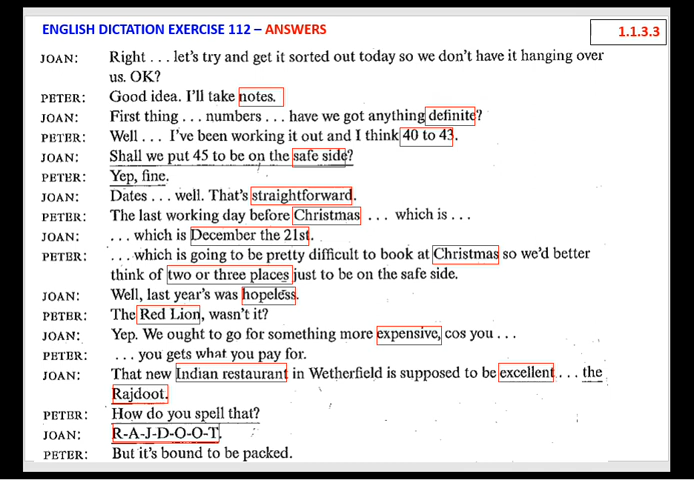 ENGLISH DICTATION EXERCISE 112 – ANSWERS
1.1.3.3
JOAN: Right . . . let's try and get it sorted out today so we don't have it hanging over
us. OK?
PETER: Good idea. I'll take notes.
JOAN: First thing . . . numbers . . . have we got anything definite?
PETER: Well . . . I've been working it out and I think 40 to 43.
JOAN: Shall we put 45 to be on the safe side?
PETER: Yep, fine.
JOAN: Dates . . . well. That's straightforward.
PETER: The last working day before Christmas . . . which is . . .
JOAN: . . . which is December the 21st.
PETER: . . . which is going to be pretty difficult to book at Christmas so we'd better
think of two or three places just to be on the safe side.
JOAN: Well, last year's was hopeless.
PETER: The Red Lion, wasn't it?
JOAN: Yep. We ought to go for something more expensive, cos you . . .
PETER: . . . you gets what you pay for.
JOAN: That new Indian restaurant in Wetherfield is supposed to be excellent . . . the
Rajdoot.
PETER: How do you spell that?
JOAN: R-A-J-D-O-O-T.
PETER: But it's bound to be packed.